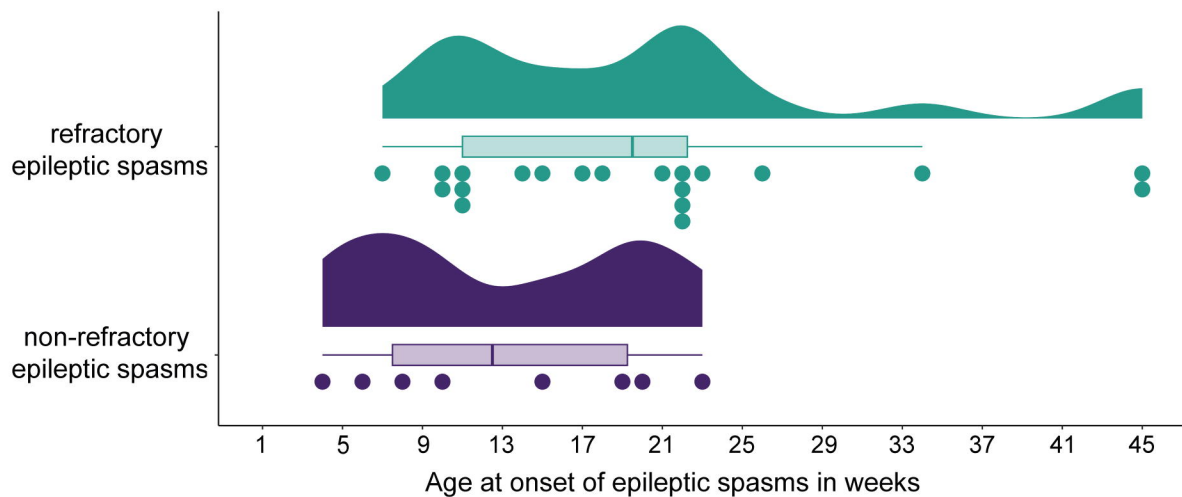 refractory
epileptic spasms
non-refractory
epileptic spasms
1 5 9 13 17 21 25 29 33 37 41 45
Age at onset of epileptic spasms in weeks